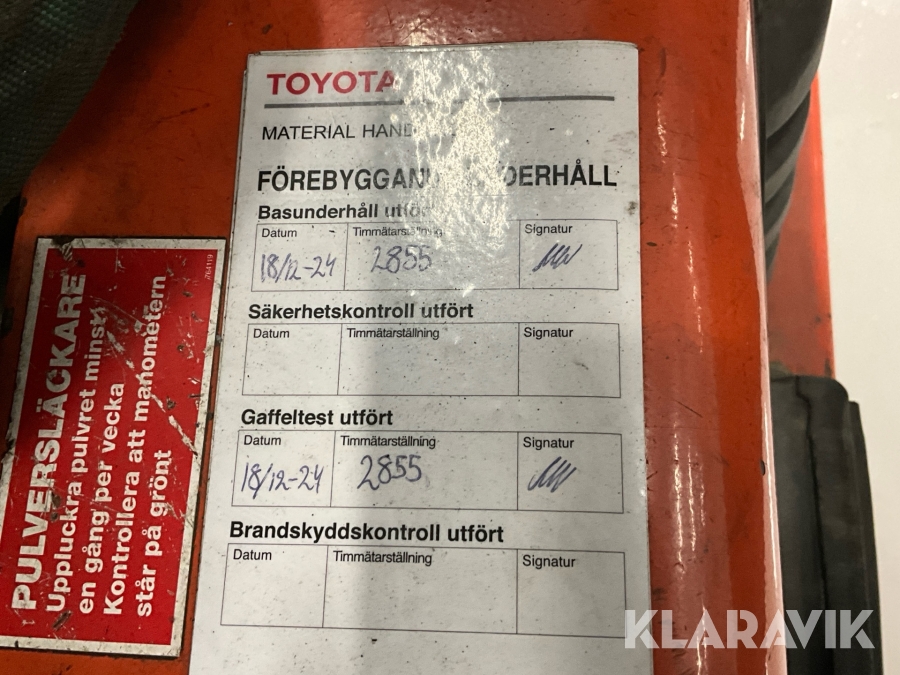 TOYOTA
MATERIAL
FÖREBYGGAN DERHÅLL
Basunderhåll utfört
Datum Timmätarställning Signatur
18/12-24 2855
Säkerhetskontroll utfört
Datum Timmätarställning Signatur
Gaffeltest utfört
Datum Timmätarställning Signatur
18/12-24 2855
Brandskyddskontroll utfört
Datum Timmätarställning Signatur
PULVERSLÄCKARE
Uppluckra pulvret minst
en gång per vecka
Kontrollera att manometern
står på grönt
KLARAVIK